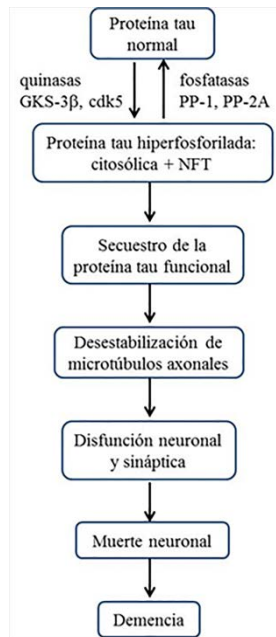 Proteína tau
normal
quinasas
GKS-3β, cdk5
fosfatasas
PP-1, PP-2A
Proteína tau hiperfosforilada:
citosólica + NFT
Secuestro de la
proteína tau funcional
Desestabilización de
microtúbulos axonales
Disfunción neuronal
y sináptica
Muerte neuronal
Demencia